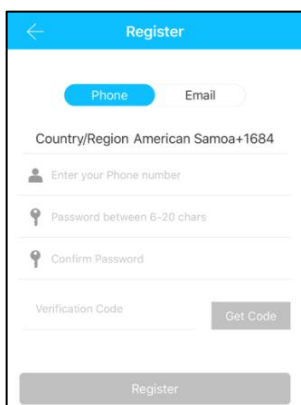 Register
Phone Email
Country/Region American Samoa+1684
Enter your Phone number
Password between 6-20 chars
Confirm Password
Verification Code Get Code
Register